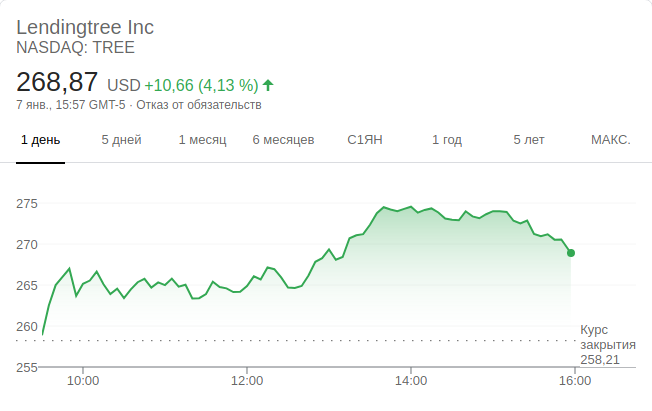 Lendingtree Inc
NASDAQ: TREE
268,87 USD +10,66 (4,13 %)
7 янв., 15:57 GMT-5 · Отказ от обязательств
1 день 5 дней 1 месяц 6 месяцев С1ЯН 1 год 5 лет МАКС.
275
270
265
260
Курс
закрытия
258,21
255
10:00 12:00 14:00 16:00